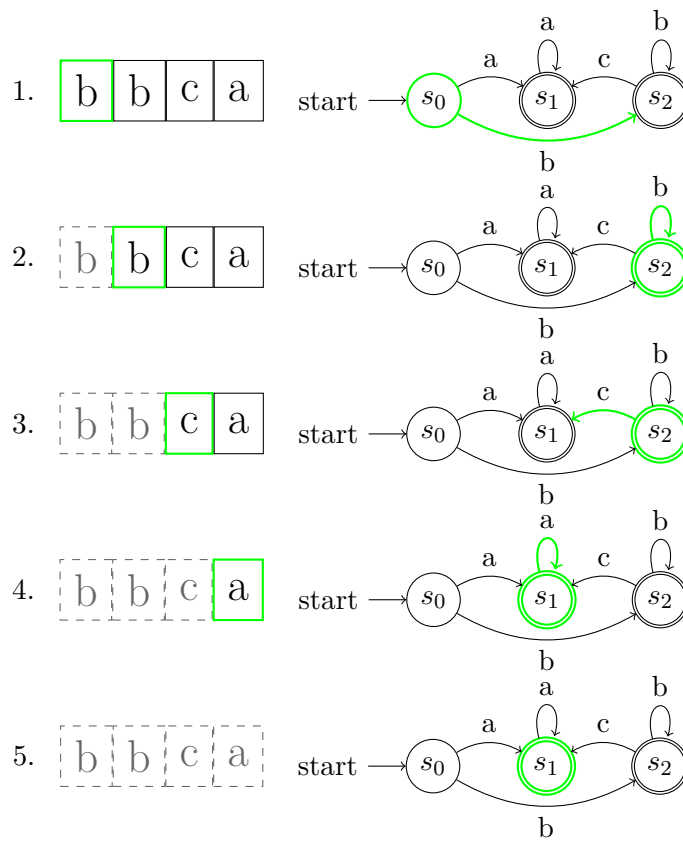 a b
1. b b c a start s₀ a s₁ c s₂
b
a b
2. b b c a start s₀ a s₁ c s₂
b
a b
3. b b c a start s₀ a s₁ c s₂
b
a b
4. b b c a start s₀ a s₁ c s₂
b
a b
5. b b c a start s₀ a s₁ c s₂
b